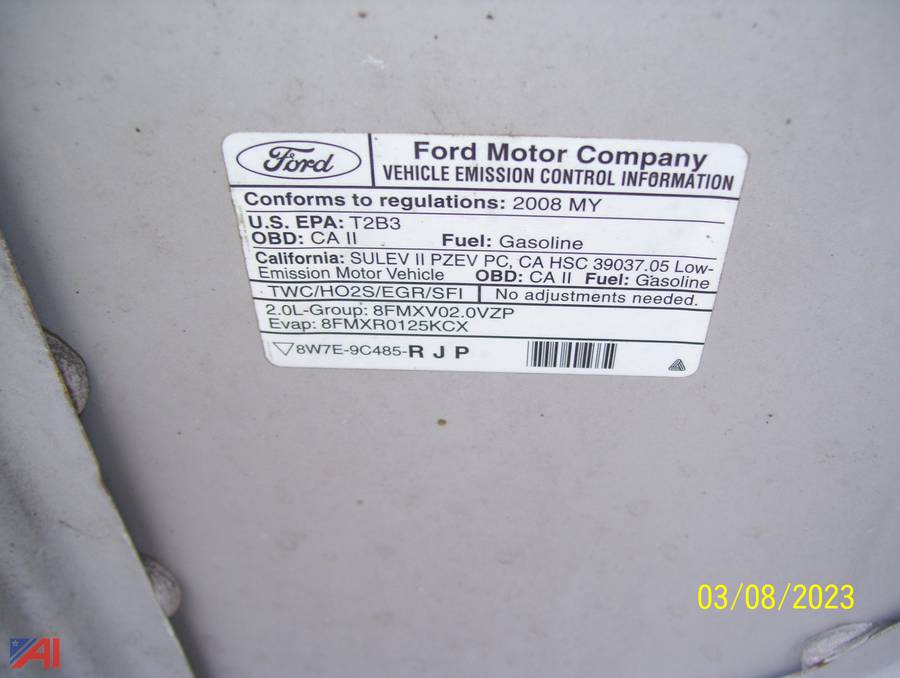 Ford
Ford Motor Company
VEHICLE EMISSION CONTROL INFORMATION
Conforms to regulations: 2008 MY
U.S. EPA: T2B3
OBD: CA II Fuel: Gasoline
California: SULEV II PZEV PC, CA HSC 39037.05 Low-
Emission Motor Vehicle OBD: CA II Fuel: Gasoline
TWC/HO2S/EGR/SFI No adjustments needed.
2.0L-Group: 8FMXV02.0VZP
Evap: 8FMXR0125KCX
8W7E-9C485-R J P
03/08/2023
AI